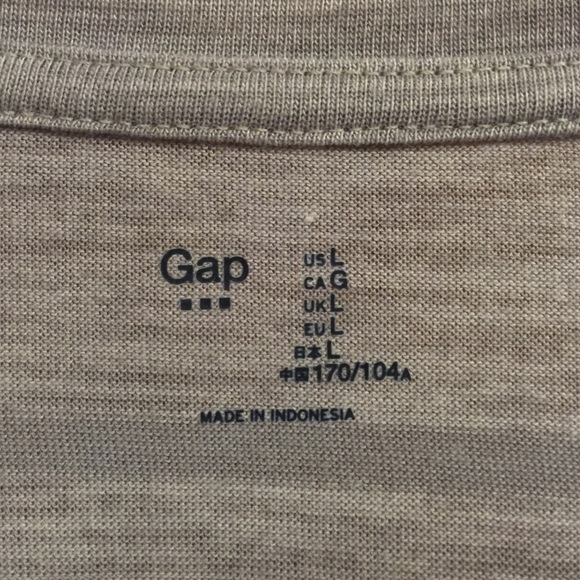 Gap
US L
CA G
UK L
EU L
日本 L
中国 170/104A
MADE IN INDONESIA